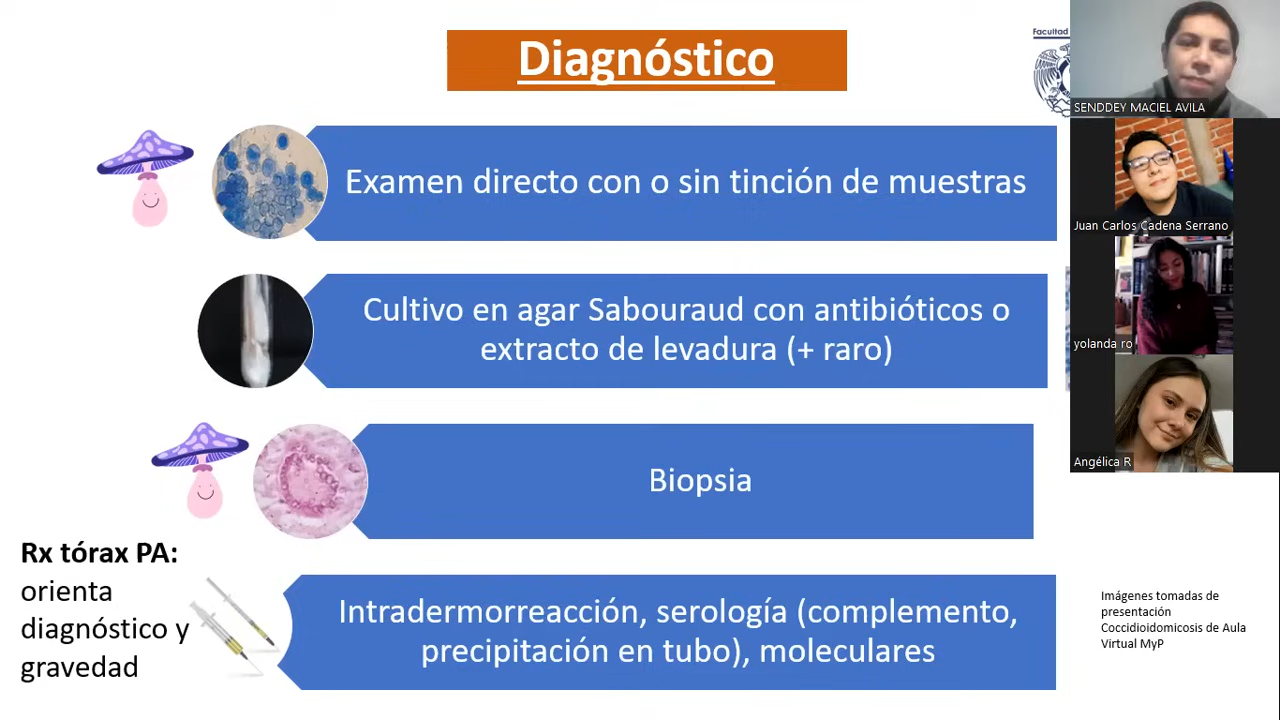 Diagnóstico
Facultad
SENDDEY MACIEL AVILA
Examen directo con o sin tinción de muestras
Juan Carlos Cadena Serrano
Cultivo en agar Sabouraud con antibióticos o
extracto de levadura (+ raro)
yolanda ro
Biopsia
Angélica R
Rx tórax PA:
orienta
diagnóstico y
gravedad
Intradermorreacción, serología (complemento,
precipitación en tubo), moleculares
Imágenes tomadas de
presentación
Coccidioidomicosis de Aula
Virtual MyP